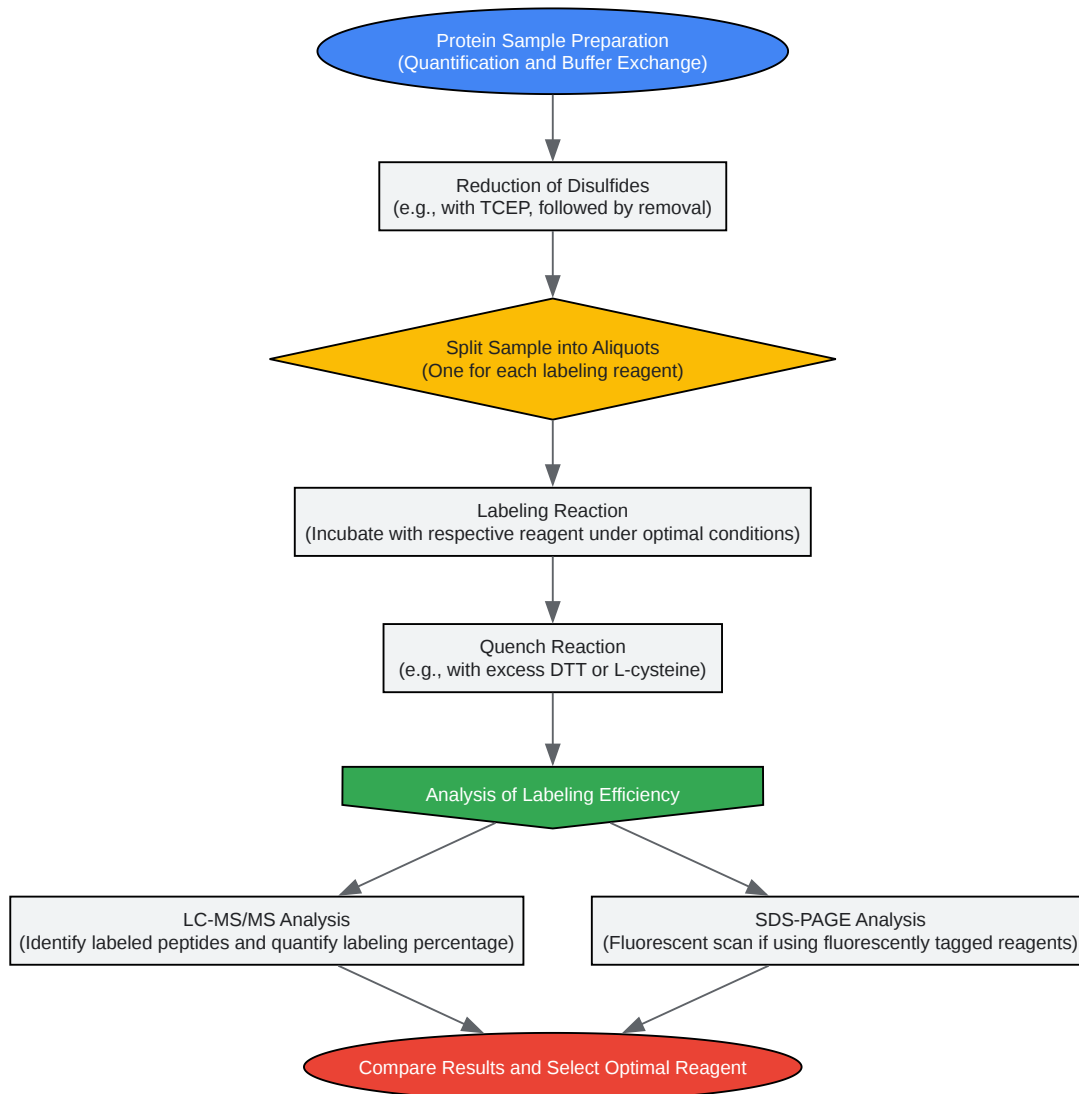 Protein Sample Preparation
(Quantification and Buffer Exchange)
Reduction of Disulfides
(e.g., with TCEP, followed by removal)
Split Sample into Aliquots
(One for each labeling reagent)
Labeling Reaction
(Incubate with respective reagent under optimal conditions)
Quench Reaction
(e.g., with excess DTT or L-cysteine)
Analysis of Labeling Efficiency
LC-MS/MS Analysis
(Identify labeled peptides and quantify labeling percentage)
SDS-PAGE Analysis
(Fluorescent scan if using fluorescently tagged reagents)
Compare Results and Select Optimal Reagent